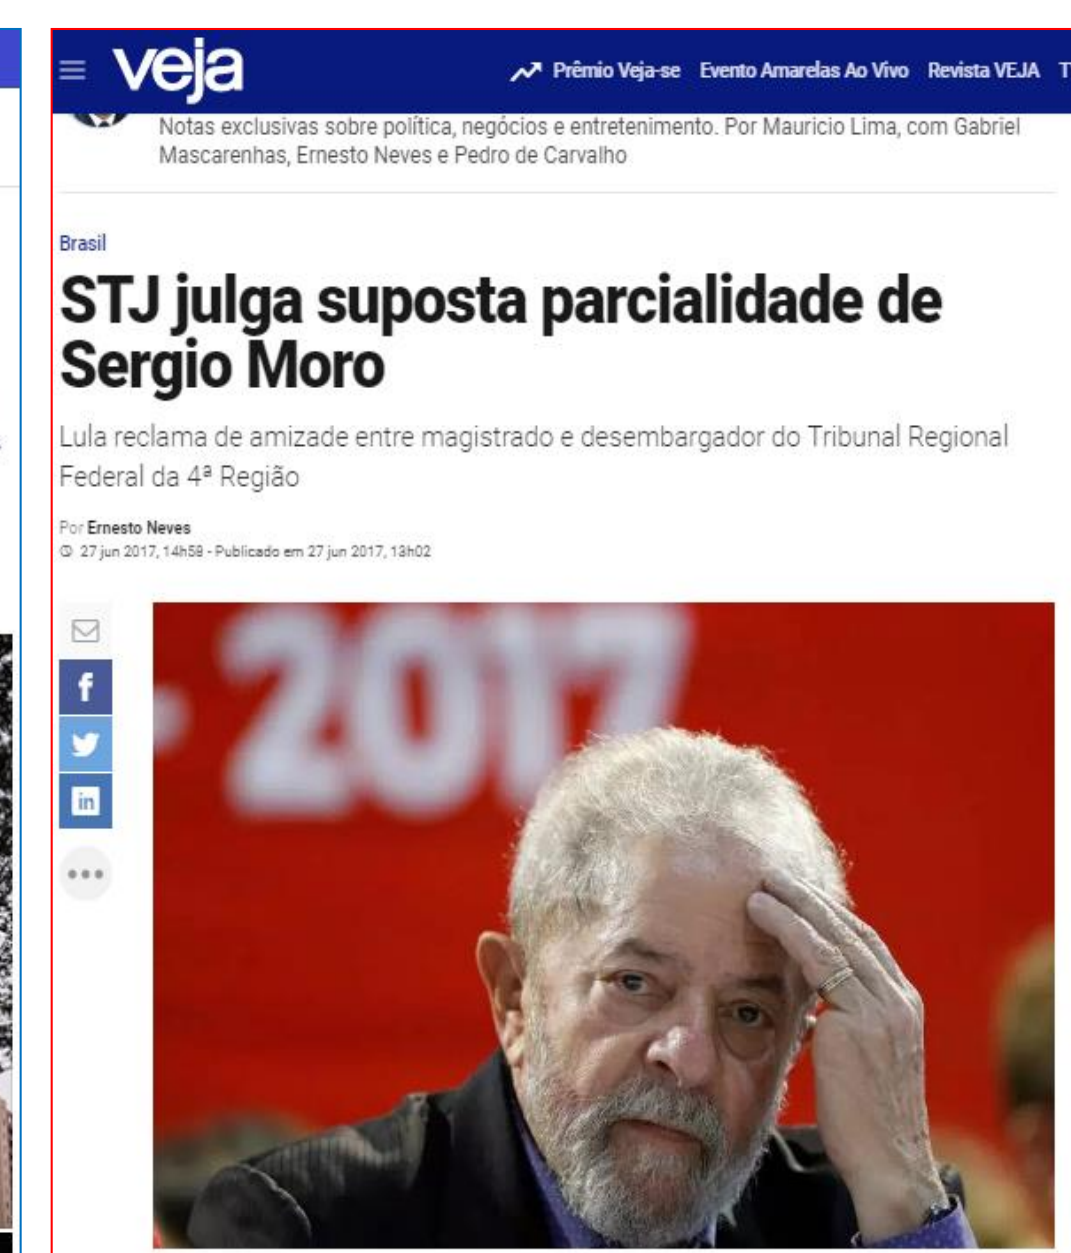 veja
Prêmio Veja-se Evento Amarelas Ao Vivo Revista VEJA
Notas exclusivas sobre política, negócios e entretenimento. Por Mauricio Lima, com Gabriel
Mascarenhas, Ernesto Neves e Pedro de Carvalho
Brasil
STJ julga suposta parcialidade de
Sergio Moro
Lula reclama de amizade entre magistrado e desembargador do Tribunal Regional
Federal da 4ª Região
Por Ernesto Neves
27 jun 2017, 14h58 - Publicado em 27 jun 2017, 13h02
f
in
2017